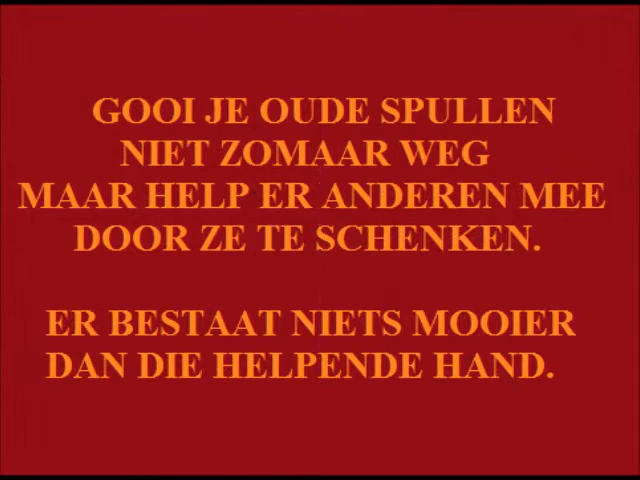 GOOI JE OUDE SPULLEN
NIET ZOMAAR WEG
MAAR HELP ER ANDEREN MEE
DOOR ZE TE SCHENKEN.
ER BESTAAT NIETS MOOIER
DAN DIE HELPENDE HAND.